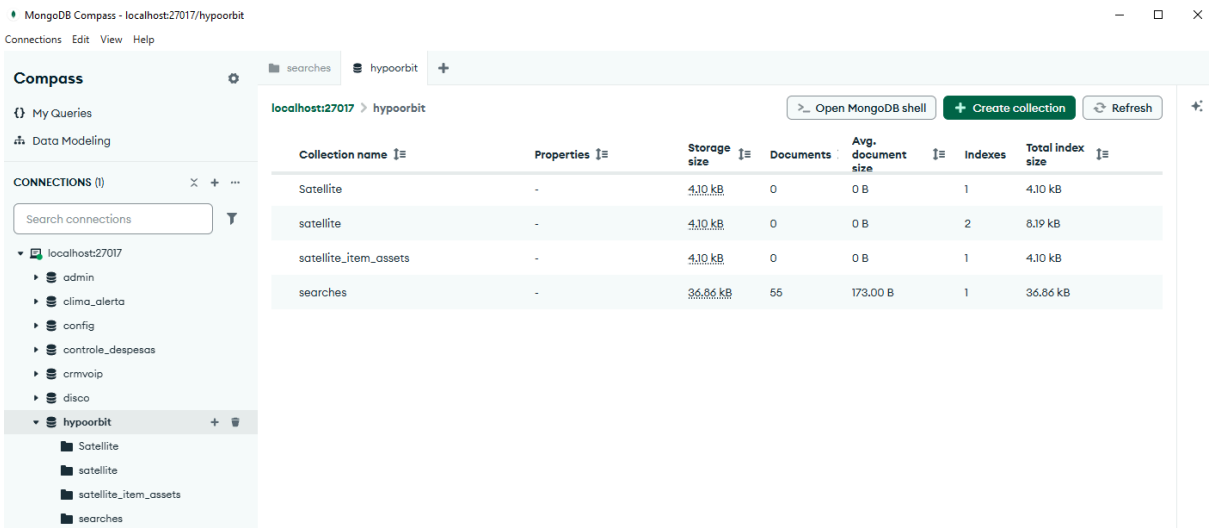 MongoDB Compass - localhost:27017/hypoorbit
Connections Edit View Help
Compass
{} My Queries
Data Modeling
CONNECTIONS (1)
Search connections
localhost:27017
admin
clima_alerta
config
controle_despesas
crmvoip
disco
hypoorbit
Satellite
satellite
satellite_item_assets
searches
searches hypoorbit
localhost:27017 > hypoorbit
>_ Open MongoDB shell + Create collection Refresh
Collection name Properties Storage size Documents Avg. document size Indexes Total index size
Satellite - 4.10 kB 0 0 B 1 4.10 kB
satellite - 4.10 kB 0 0 B 2 8.19 kB
satellite_item_assets - 4.10 kB 0 0 B 1 4.10 kB
searches - 36.86 kB 55 173.00 B 1 36.86 kB